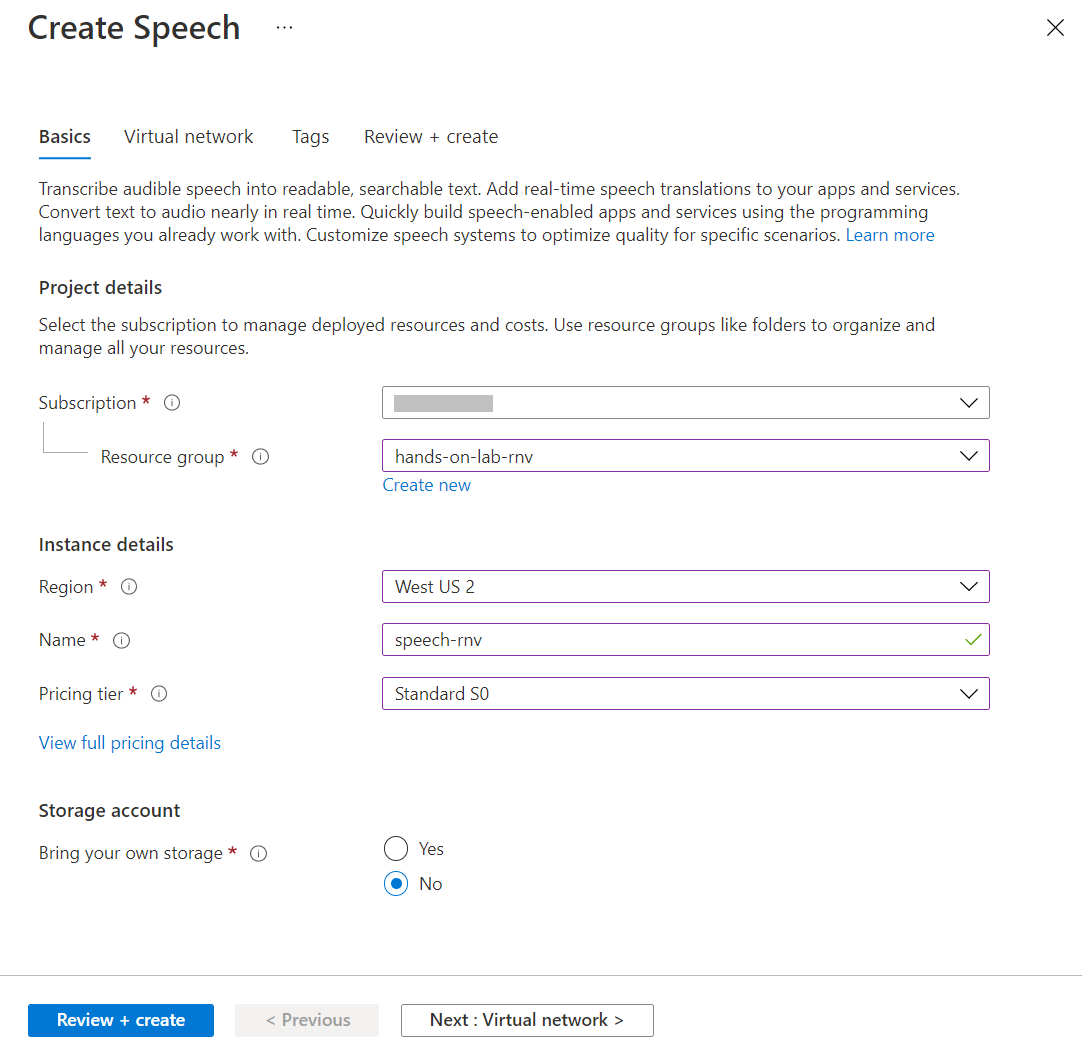 Create Speech ...
Basics Virtual network Tags Review + create
Transcribe audible speech into readable, searchable text. Add real-time speech translations to your apps and services.
Convert text to audio nearly in real time. Quickly build speech-enabled apps and services using the programming
languages you already work with. Customize speech systems to optimize quality for specific scenarios. Learn more
Project details
Select the subscription to manage deployed resources and costs. Use resource groups like folders to organize and
manage all your resources.
Subscription *
Resource group * hands-on-lab-rnv
Create new
Instance details
Region * West US 2
Name * speech-rnv
Pricing tier * Standard S0
View full pricing details
Storage account
Bring your own storage * Yes
No
Review + create < Previous Next : Virtual network >